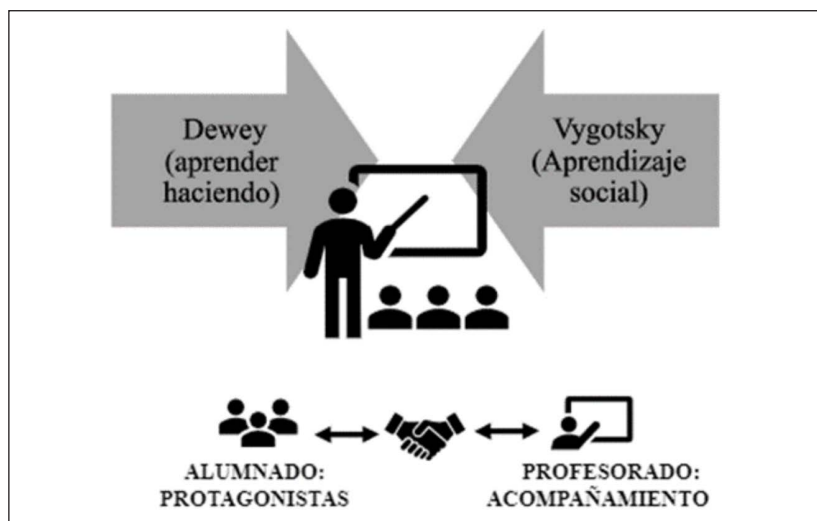 Dewey
(aprender
haciendo)
Vygotsky
(Aprendizaje
social)
ALUMNADO:
PROTAGONISTAS
PROFESORADO:
ACOMPAÑAMIENTO